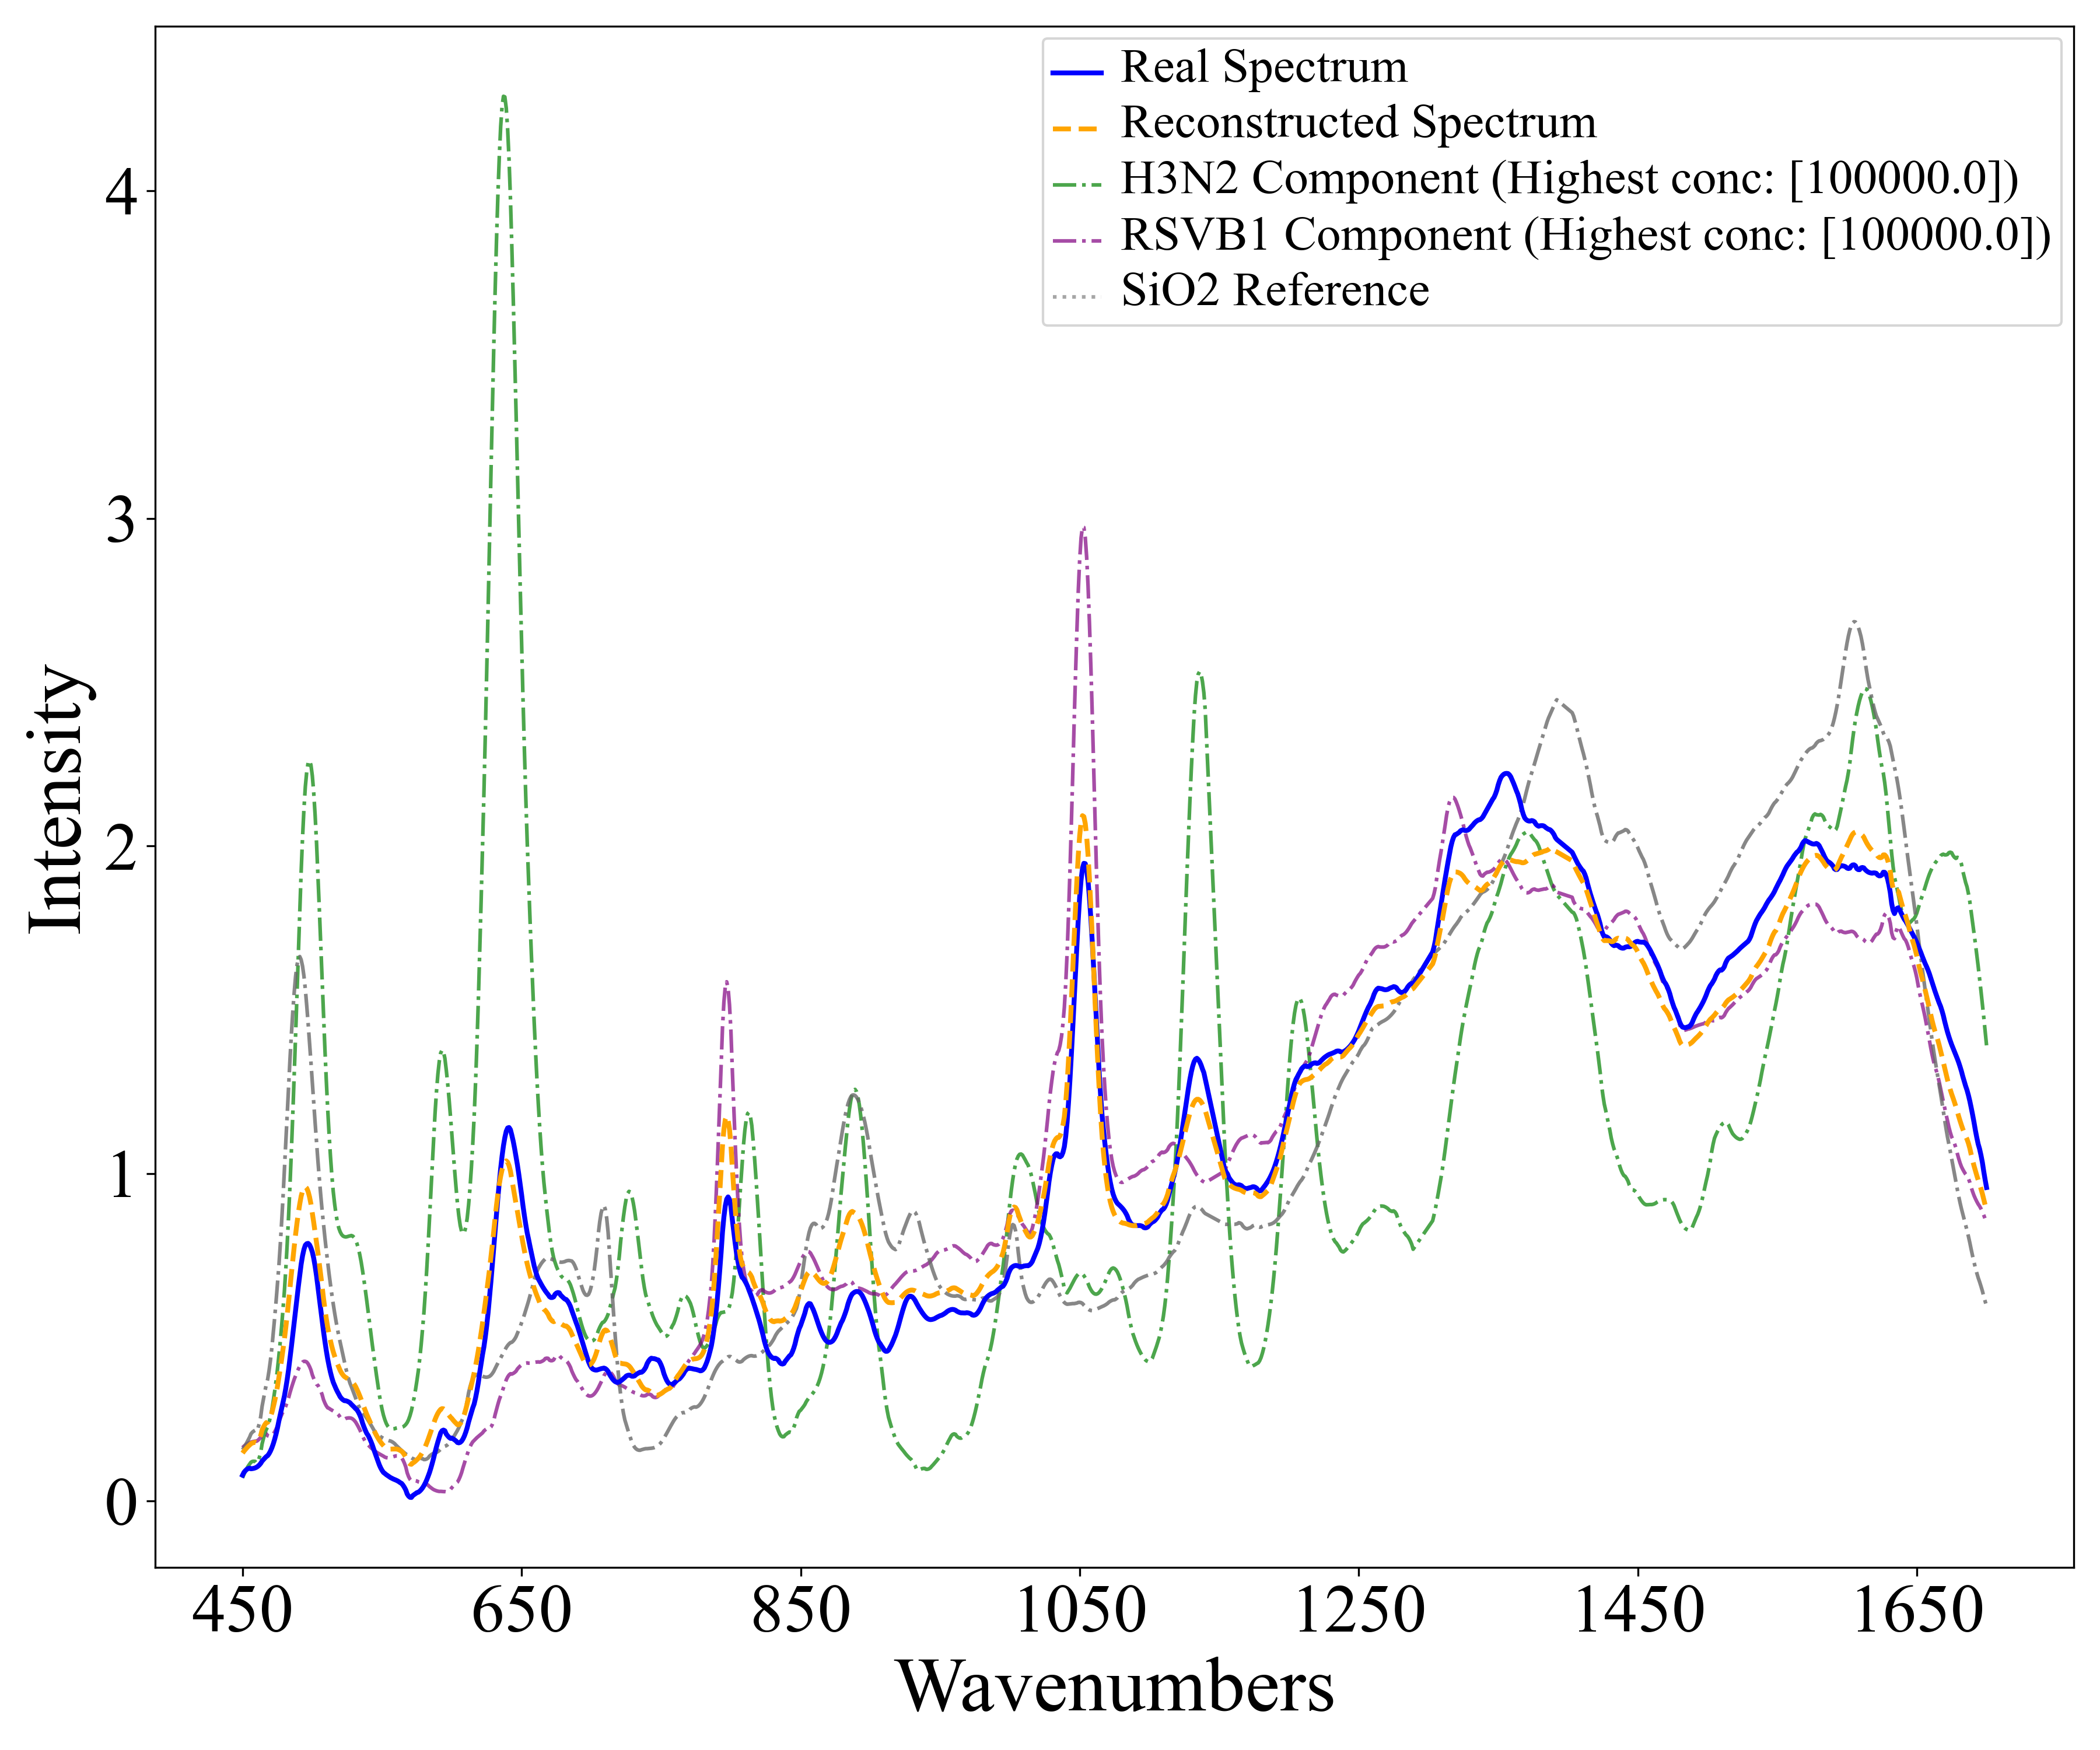 Real Spectrum
Reconstructed Spectrum
H3N2 Component (Highest conc: [100000.0])
RSVB1 Component (Highest conc: [100000.0])
SiO2 Reference
Intensity
4
3
2
1
0
450 650 850 1050 1250 1450 1650
Wavenumbers